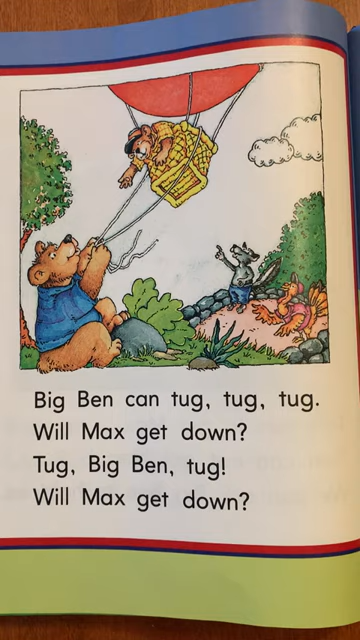 Big Ben can tug, tug, tug.
Will Max get down?
Tug, Big Ben, tug!
Will Max get down?